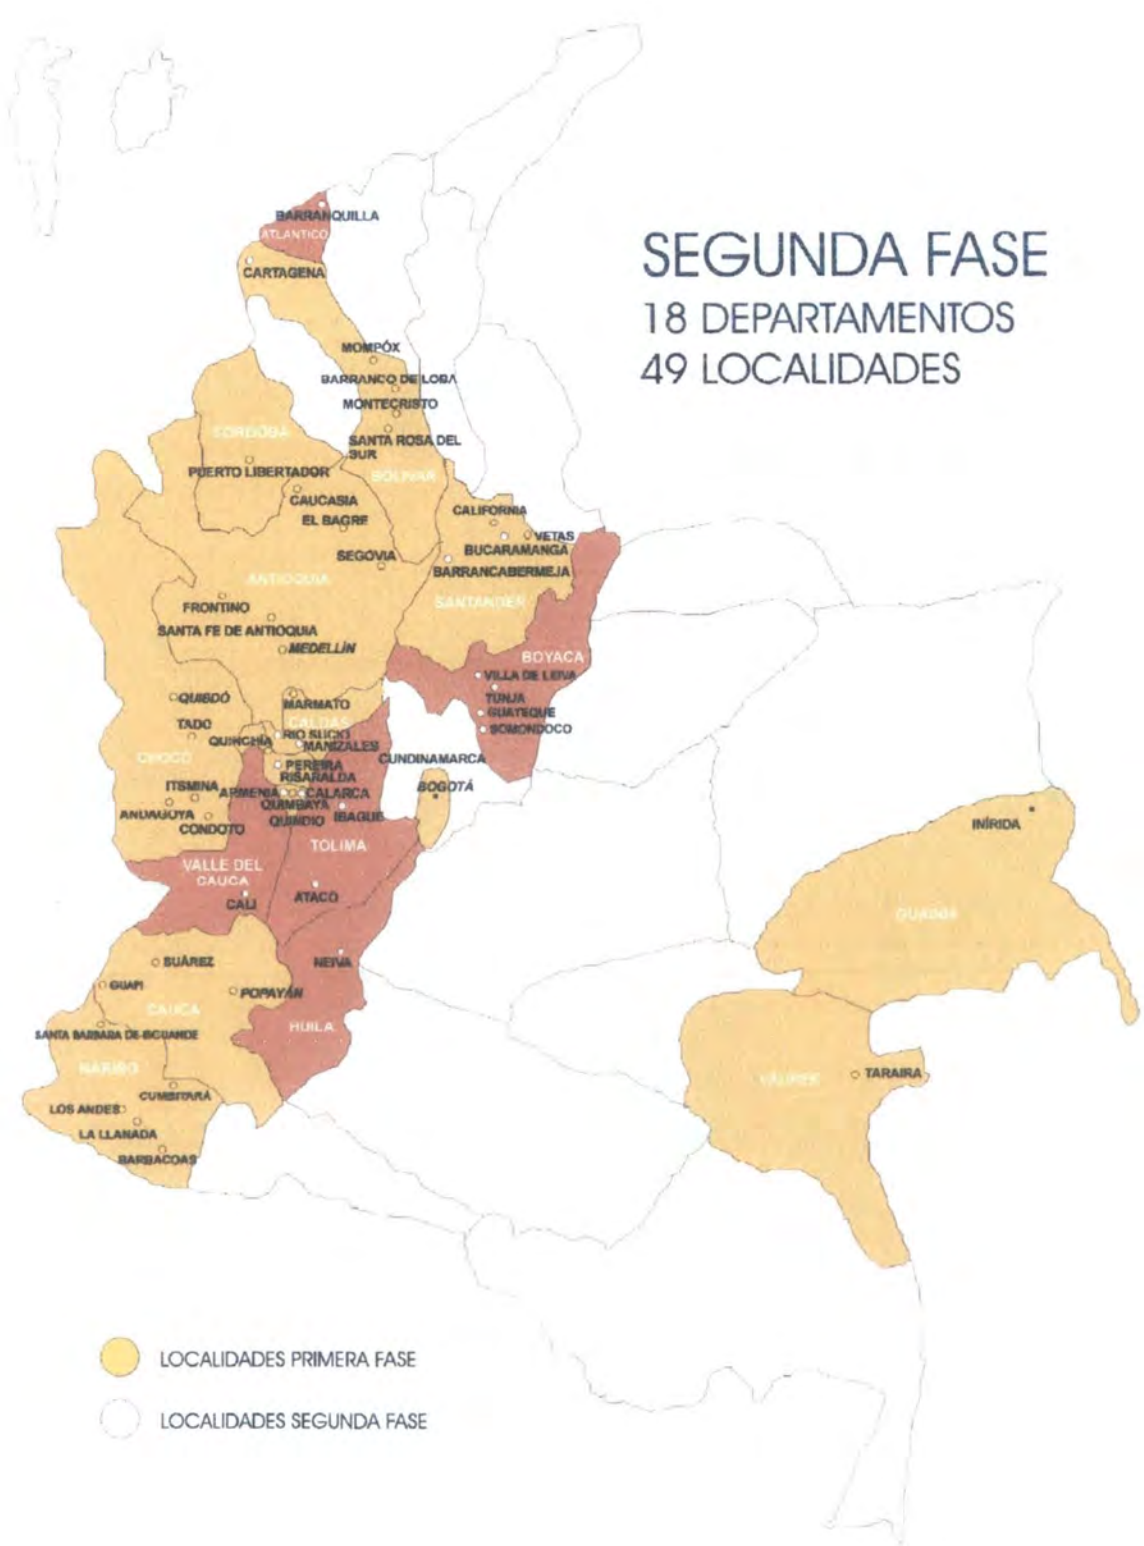 SEGUNDA FASE
18 DEPARTAMENTOS
49 LOCALIDADES
BARRANQUILLA
ATLANTICO
CARTAGENA
MOMPÓX
BARRANCO DE LOBA
MONTECRISTO
SANTA ROSA DEL
SUR
CORDOBA
PUERTO LIBERTADOR
BOLIVAR
CAUCASIA
EL BAGRE
CALIFORNIA
VETAS
BUCARAMANGA
SEGOVIA
BARRANCABERMEJA
ANTIOQUIA
SANTANDER
FRONTINO
SANTA FE DE ANTIOQUIA
MEDELLÍN
BOYACA
VILLA DE LEIVA
TUNJA
GUATEQUE
SOMONDOCO
QUIBDÓ
MARMATO
TADO
CALDAS
RIO SUCIO
QUINCHÍA
MANIZALES
CHOCO
CUNDINAMARCA
PEREIRA
RISARALDA
BOGOTÁ
ITSMINA
ARMENIA
CALARCA
QUIMBAYA
ANDAGOYA
IBAGUE
QUINDIO
CONDOTO
INÍRIDA
TOLIMA
VALLE DEL
CAUCA
CALI
ATACO
SUÁREZ
NEIVA
GUAPI
POPAYÁN
CAUCA
HUILA
NARIÑO
TARAIRA
CUMBITARÁ
LOS ANDES
LA LLANADA
BARBACOAS
LOCALIDADES PRIMERA FASE
LOCALIDADES SEGUNDA FASE